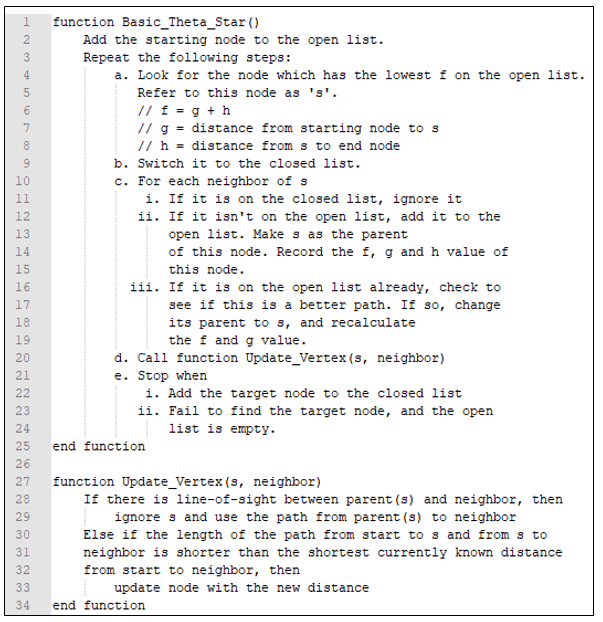 1 function Basic_Theta_Star()
2 Add the starting node to the open list.
3 Repeat the following steps:
4 a. Look for the node which has the lowest f on the open list.
5 Refer to this node as 's'.
6 // f = g + h
7 // g = distance from starting node to s
8 // h = distance from s to end node
9 b. Switch it to the closed list.
10 c. For each neighbor of s
11 i. If it is on the closed list, ignore it
12 ii. If it isn't on the open list, add it to the
13 open list. Make s as the parent
14 of this node. Record the f, g and h value of
15 this node.
16 iii. If it is on the open list already, check to
17 see if this is a better path. If so, change
18 its parent to s, and recalculate
19 the f and g value.
20 d. Call function Update_Vertex(s, neighbor)
21 e. Stop when
22 i. Add the target node to the closed list
23 ii. Fail to find the target node, and the open
24 list is empty.
25 end function
26
27 function Update_Vertex(s, neighbor)
28 If there is line-of-sight between parent(s) and neighbor, then
29 ignore s and use the path from parent(s) to neighbor
30 Else if the length of the path from start to s and from s to
31 neighbor is shorter than the shortest currently known distance
32 from start to neighbor, then
33 update node with the new distance
34 end function